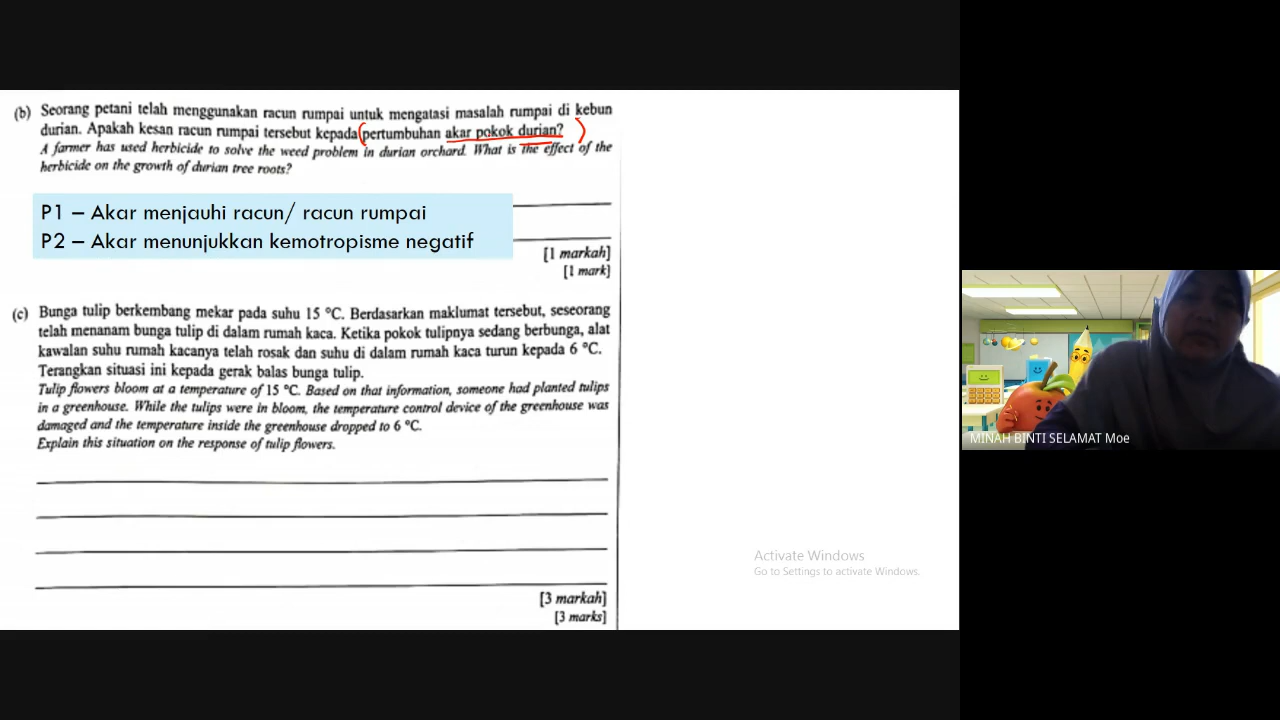 (b) Seorang petani telah menggunakan racun rumpai untuk mengatasi masalah rumpai di kebun
durian. Apakah kesan racun rumpai tersebut kepada pertumbuhan akar pokok durian?
A farmer has used herbicide to solve the weed problem in durian orchard. What is the effect of the
herbicide on the growth of durian tree roots?
P1 – Akar menjauhi racun/ racun rumpai
P2 – Akar menunjukkan kemotropisme negatif
[1 markah]
[1 mark]
(c) Bunga tulip berkembang mekar pada suhu 15 °C. Berdasarkan maklumat tersebut, seseorang
telah menanam bunga tulip di dalam rumah kaca. Ketika pokok tulipnya sedang berbunga, alat
kawalan suhu rumah kacanya telah rosak dan suhu di dalam rumah kaca turun kepada 6 °C.
Terangkan situasi ini kepada gerak balas bunga tulip.
Tulip flowers bloom at a temperature of 15 °C. Based on that information, someone had planted tulips
in a greenhouse. While the tulips were in bloom, the temperature control device of the greenhouse was
damaged and the temperature inside the greenhouse dropped to 6 °C.
Explain this situation on the response of tulip flowers.
[3 markah]
[3 marks]
Activate Windows
Go to Settings to activate Windows.
MINAH BINTI SELAMAT Moe